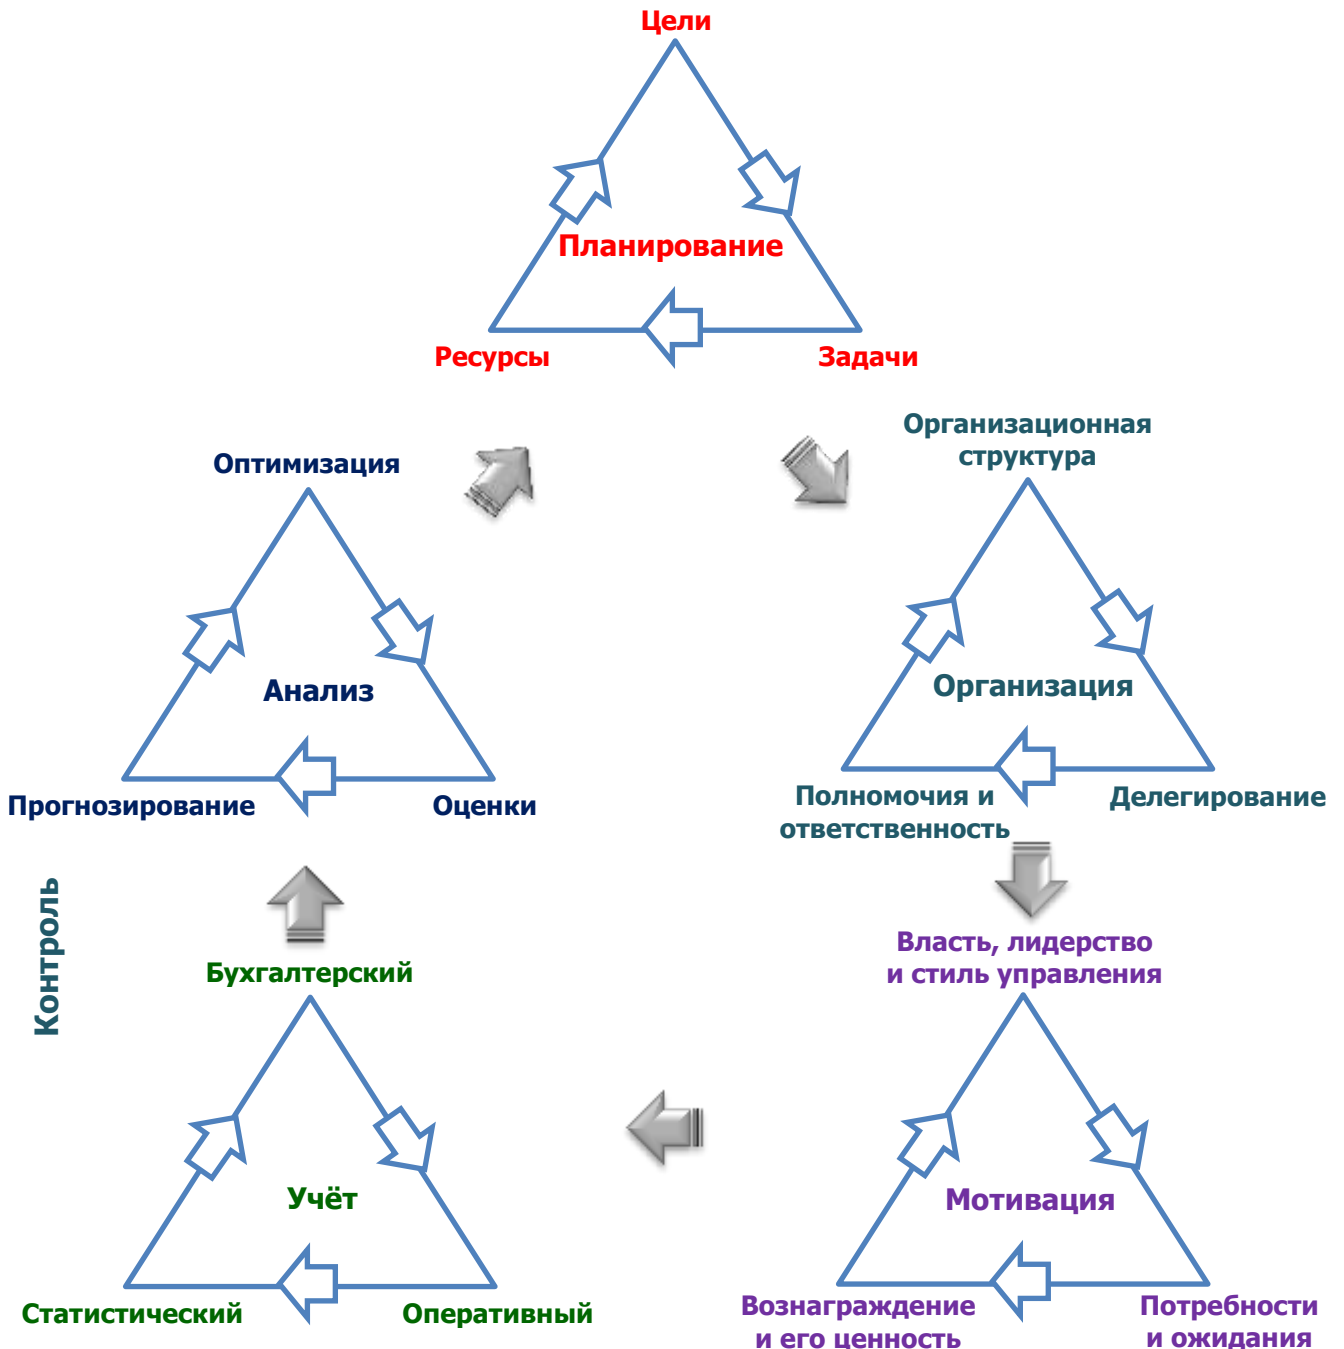 Цели
Планирование
Ресурсы
Задачи
Организационная
структура
Оптимизация
Анализ
Организация
Прогнозирование
Оценки
Полномочия и
ответственность
Делегирование
Контроль
Власть, лидерство
и стиль управления
Бухгалтерский
Учёт
Мотивация
Статистический
Оперативный
Вознаграждение
и его ценность
Потребности
и ожидания